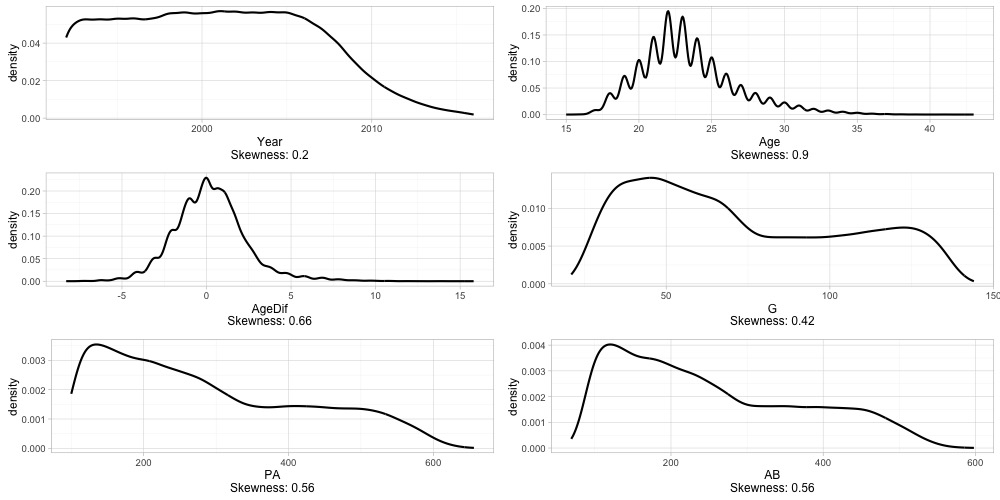 density
0.04
0.02
0.00
2000 2010
Year
Skewness: 0.2
density
0.20
0.15
0.10
0.05
0.00
15 20 25 30 35 40
Age
Skewness: 0.9
density
0.20
0.15
0.10
0.05
0.00
-5 0 5 10 15
AgeDif
Skewness: 0.66
density
0.010
0.005
0.000
50 100 150
G
Skewness: 0.42
density
0.003
0.002
0.001
0.000
200 400 600
PA
Skewness: 0.56
density
0.004
0.003
0.002
0.001
0.000
200 400 600
AB
Skewness: 0.56